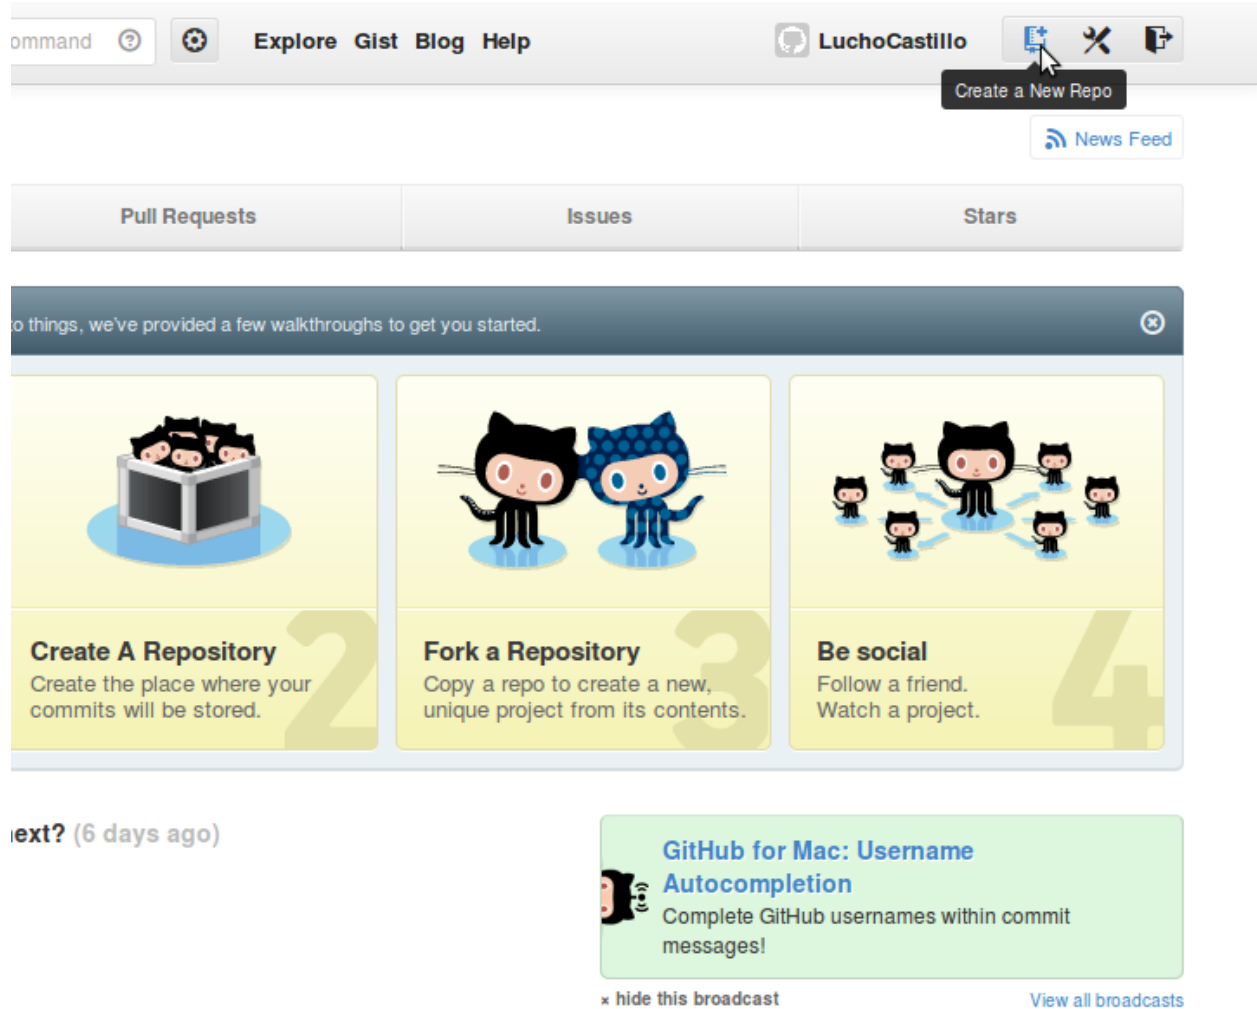 ommand
Explore Gist Blog Help
LuchoCastillo
Create a New Repo
News Feed
Pull Requests
Issues
Stars
to things, we've provided a few walkthroughs to get you started.
2
Create A Repository
Create the place where your
commits will be stored.
3
Fork a Repository
Copy a repo to create a new,
unique project from its contents.
4
Be social
Follow a friend.
Watch a project.
ext? (6 days ago)
GitHub for Mac: Username
Autocompletion
Complete GitHub usernames within commit
messages!
× hide this broadcast
View all broadcasts